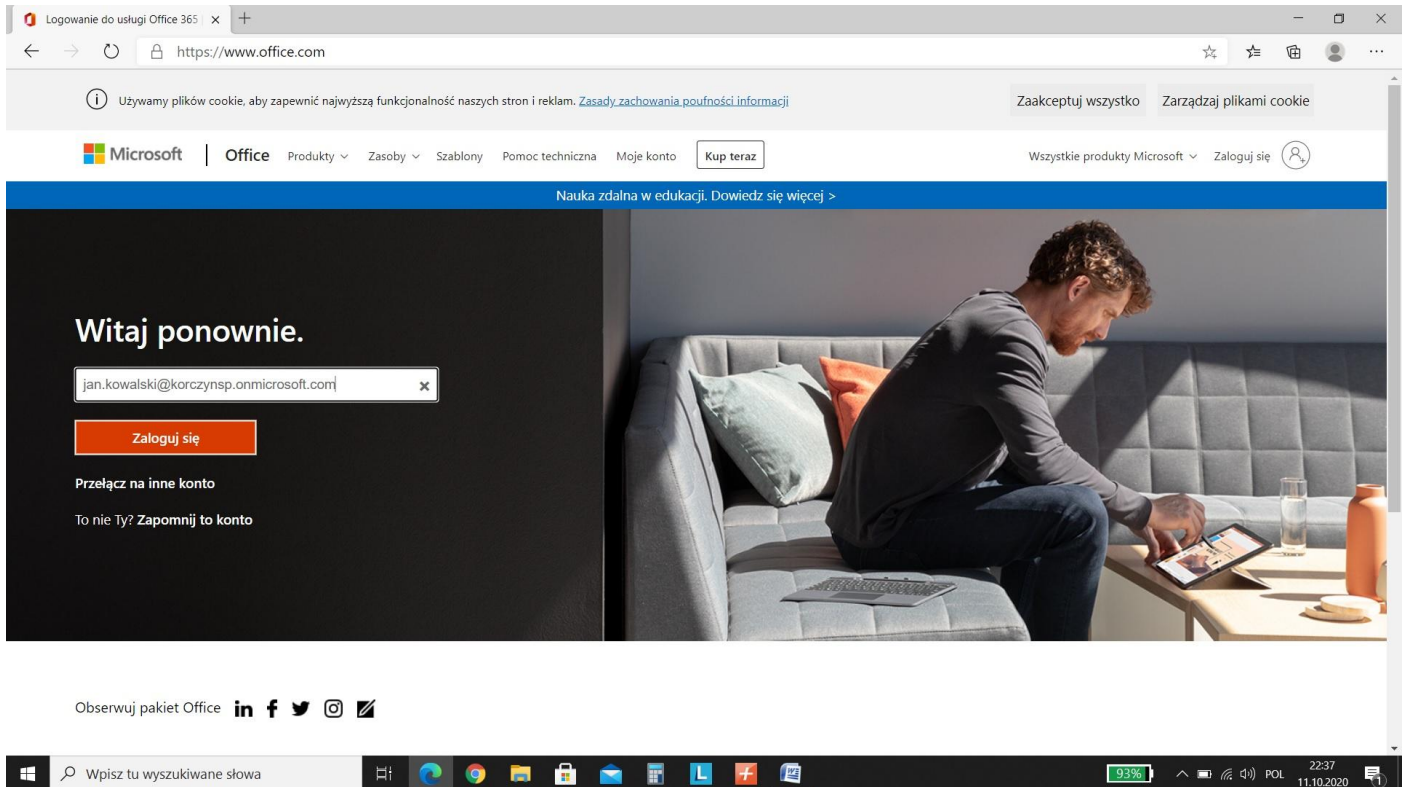 Logowanie do usługi Office 365
https://www.office.com
Używamy plików cookie, aby zapewnić najwyższą funkcjonalność naszych stron i reklam. Zasady zachowania poufności informacji
Zaakceptuj wszystko
Zarządzaj plikami cookie
Microsoft
Office
Produkty
Zasoby
Szablony
Pomoc techniczna
Moje konto
Kup teraz
Wszystkie produkty Microsoft
Zaloguj się
Nauka zdalna w edukacji. Dowiedz się więcej >
Witaj ponownie.
jan.kowalski@korczynsp.onmicrosoft.com
Zaloguj się
Przełącz na inne konto
To nie Ty? Zapomnij to konto
Obserwuj pakiet Office
Wpisz tu wyszukiwane słowa
L
93%
POL
22:37
11.10.2020
1